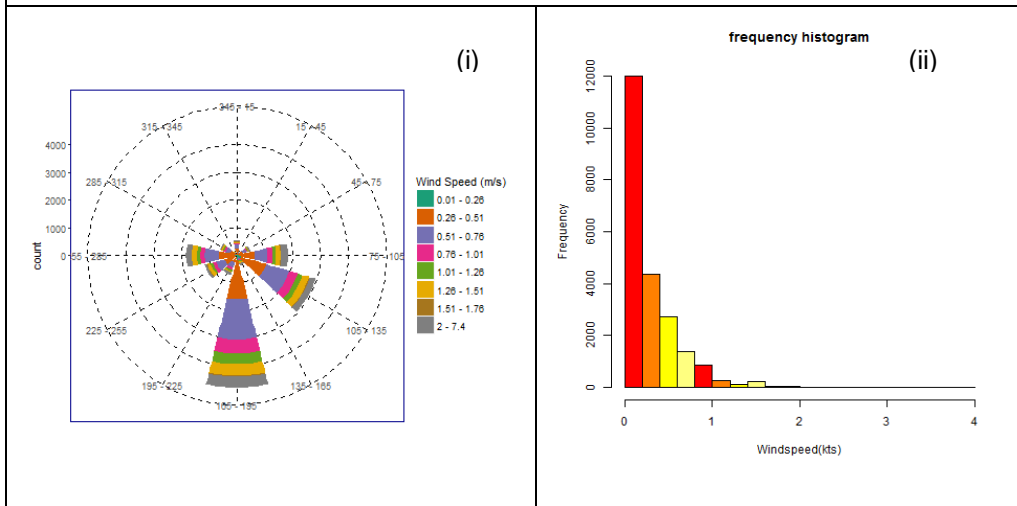 (i)
345 - 15
315 - 345
15 - 45
285 - 315
45 - 75
55 - 285
75 - 105
225 - 255
105 - 135
195 - 225
135 - 165
165 - 195
4000
3000
2000
1000
0
count
Wind Speed (m/s)
0.01 - 0.26
0.26 - 0.51
0.51 - 0.76
0.76 - 1.01
1.01 - 1.26
1.26 - 1.51
1.51 - 1.76
2 - 7.4
frequency histogram
(ii)
12000
10000
8000
6000
4000
2000
0
Frequency
0 1 2 3 4
Windspeed(kts)